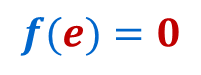 f(e) = 0